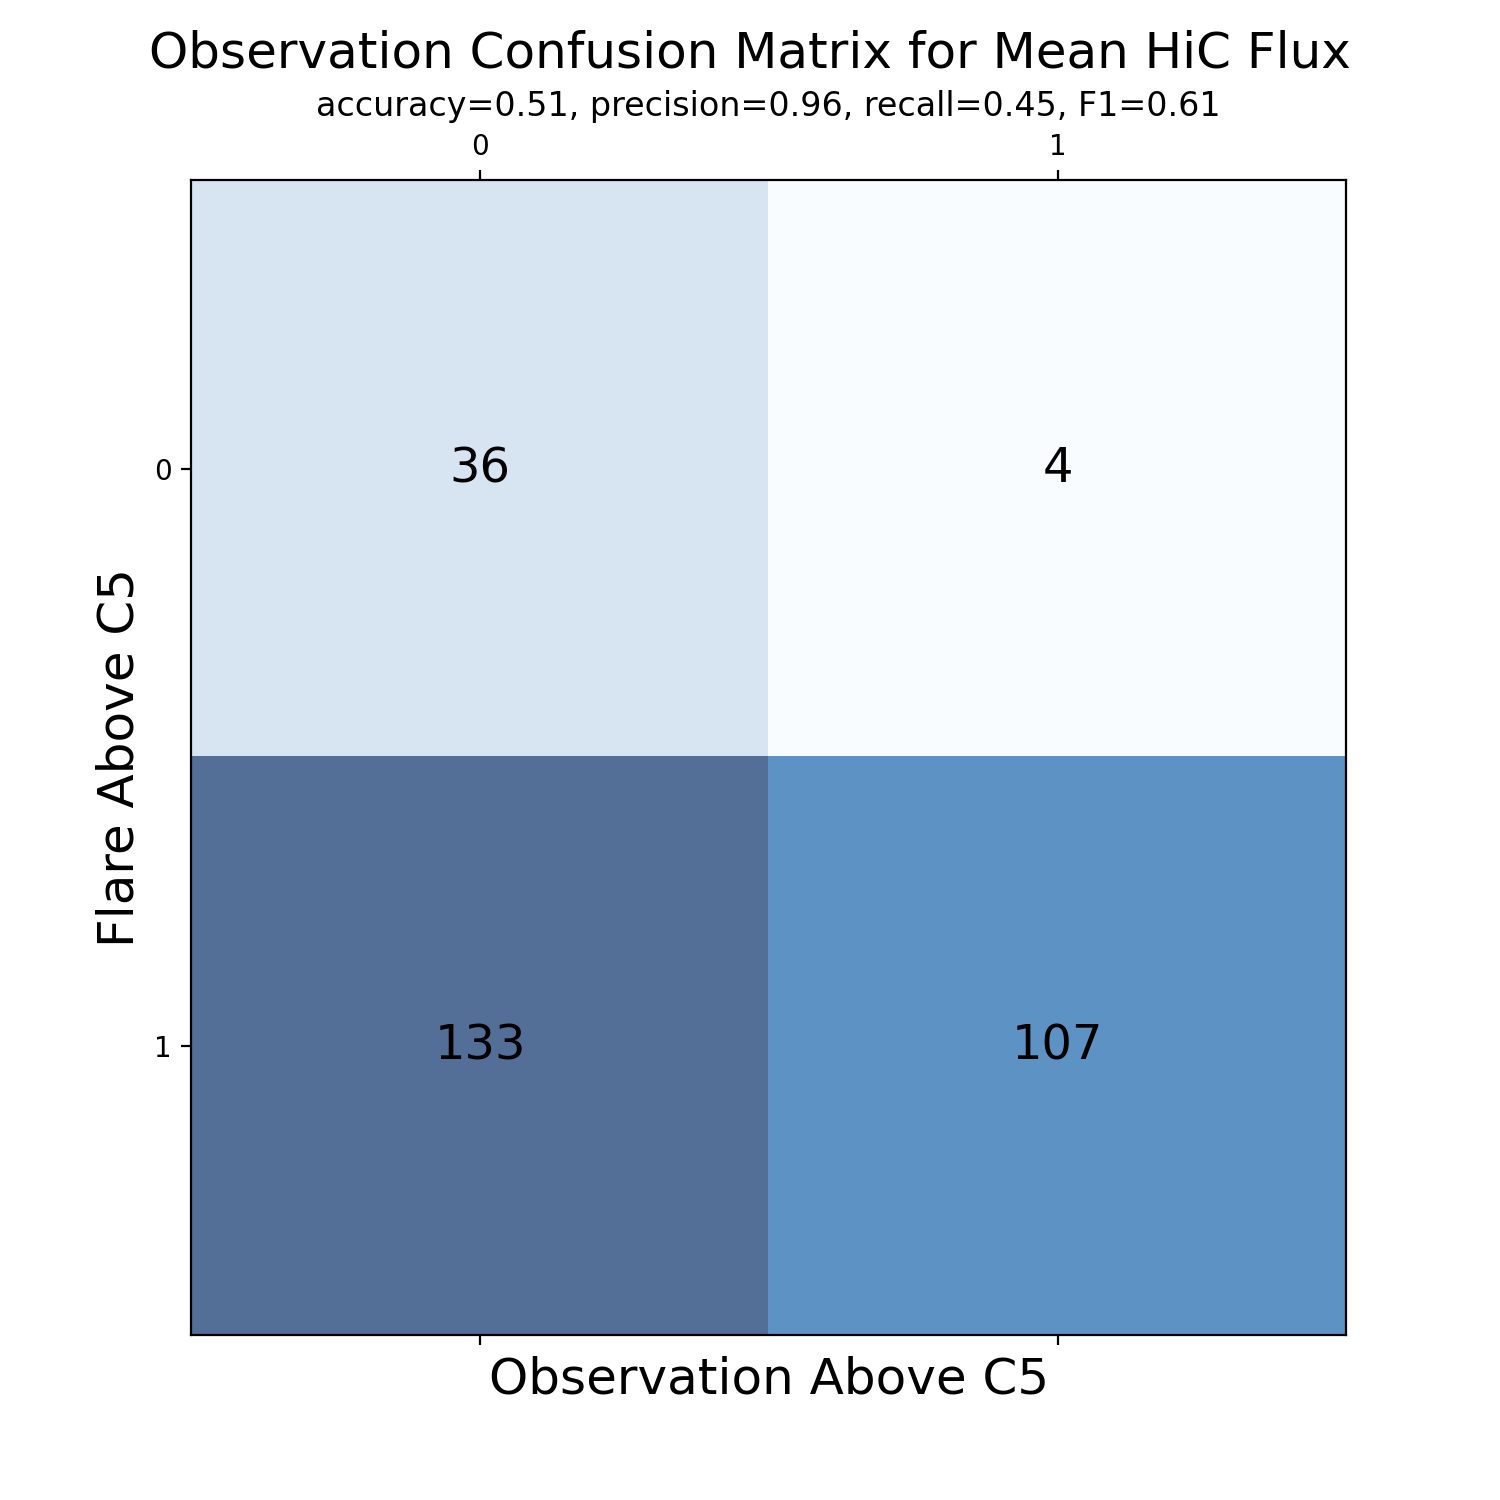 Observation Confusion Matrix for Mean HiC Flux
accuracy=0.51, precision=0.96, recall=0.45, F1=0.61
0 1
0 36 4
Flare Above C5
1 133 107
Observation Above C5